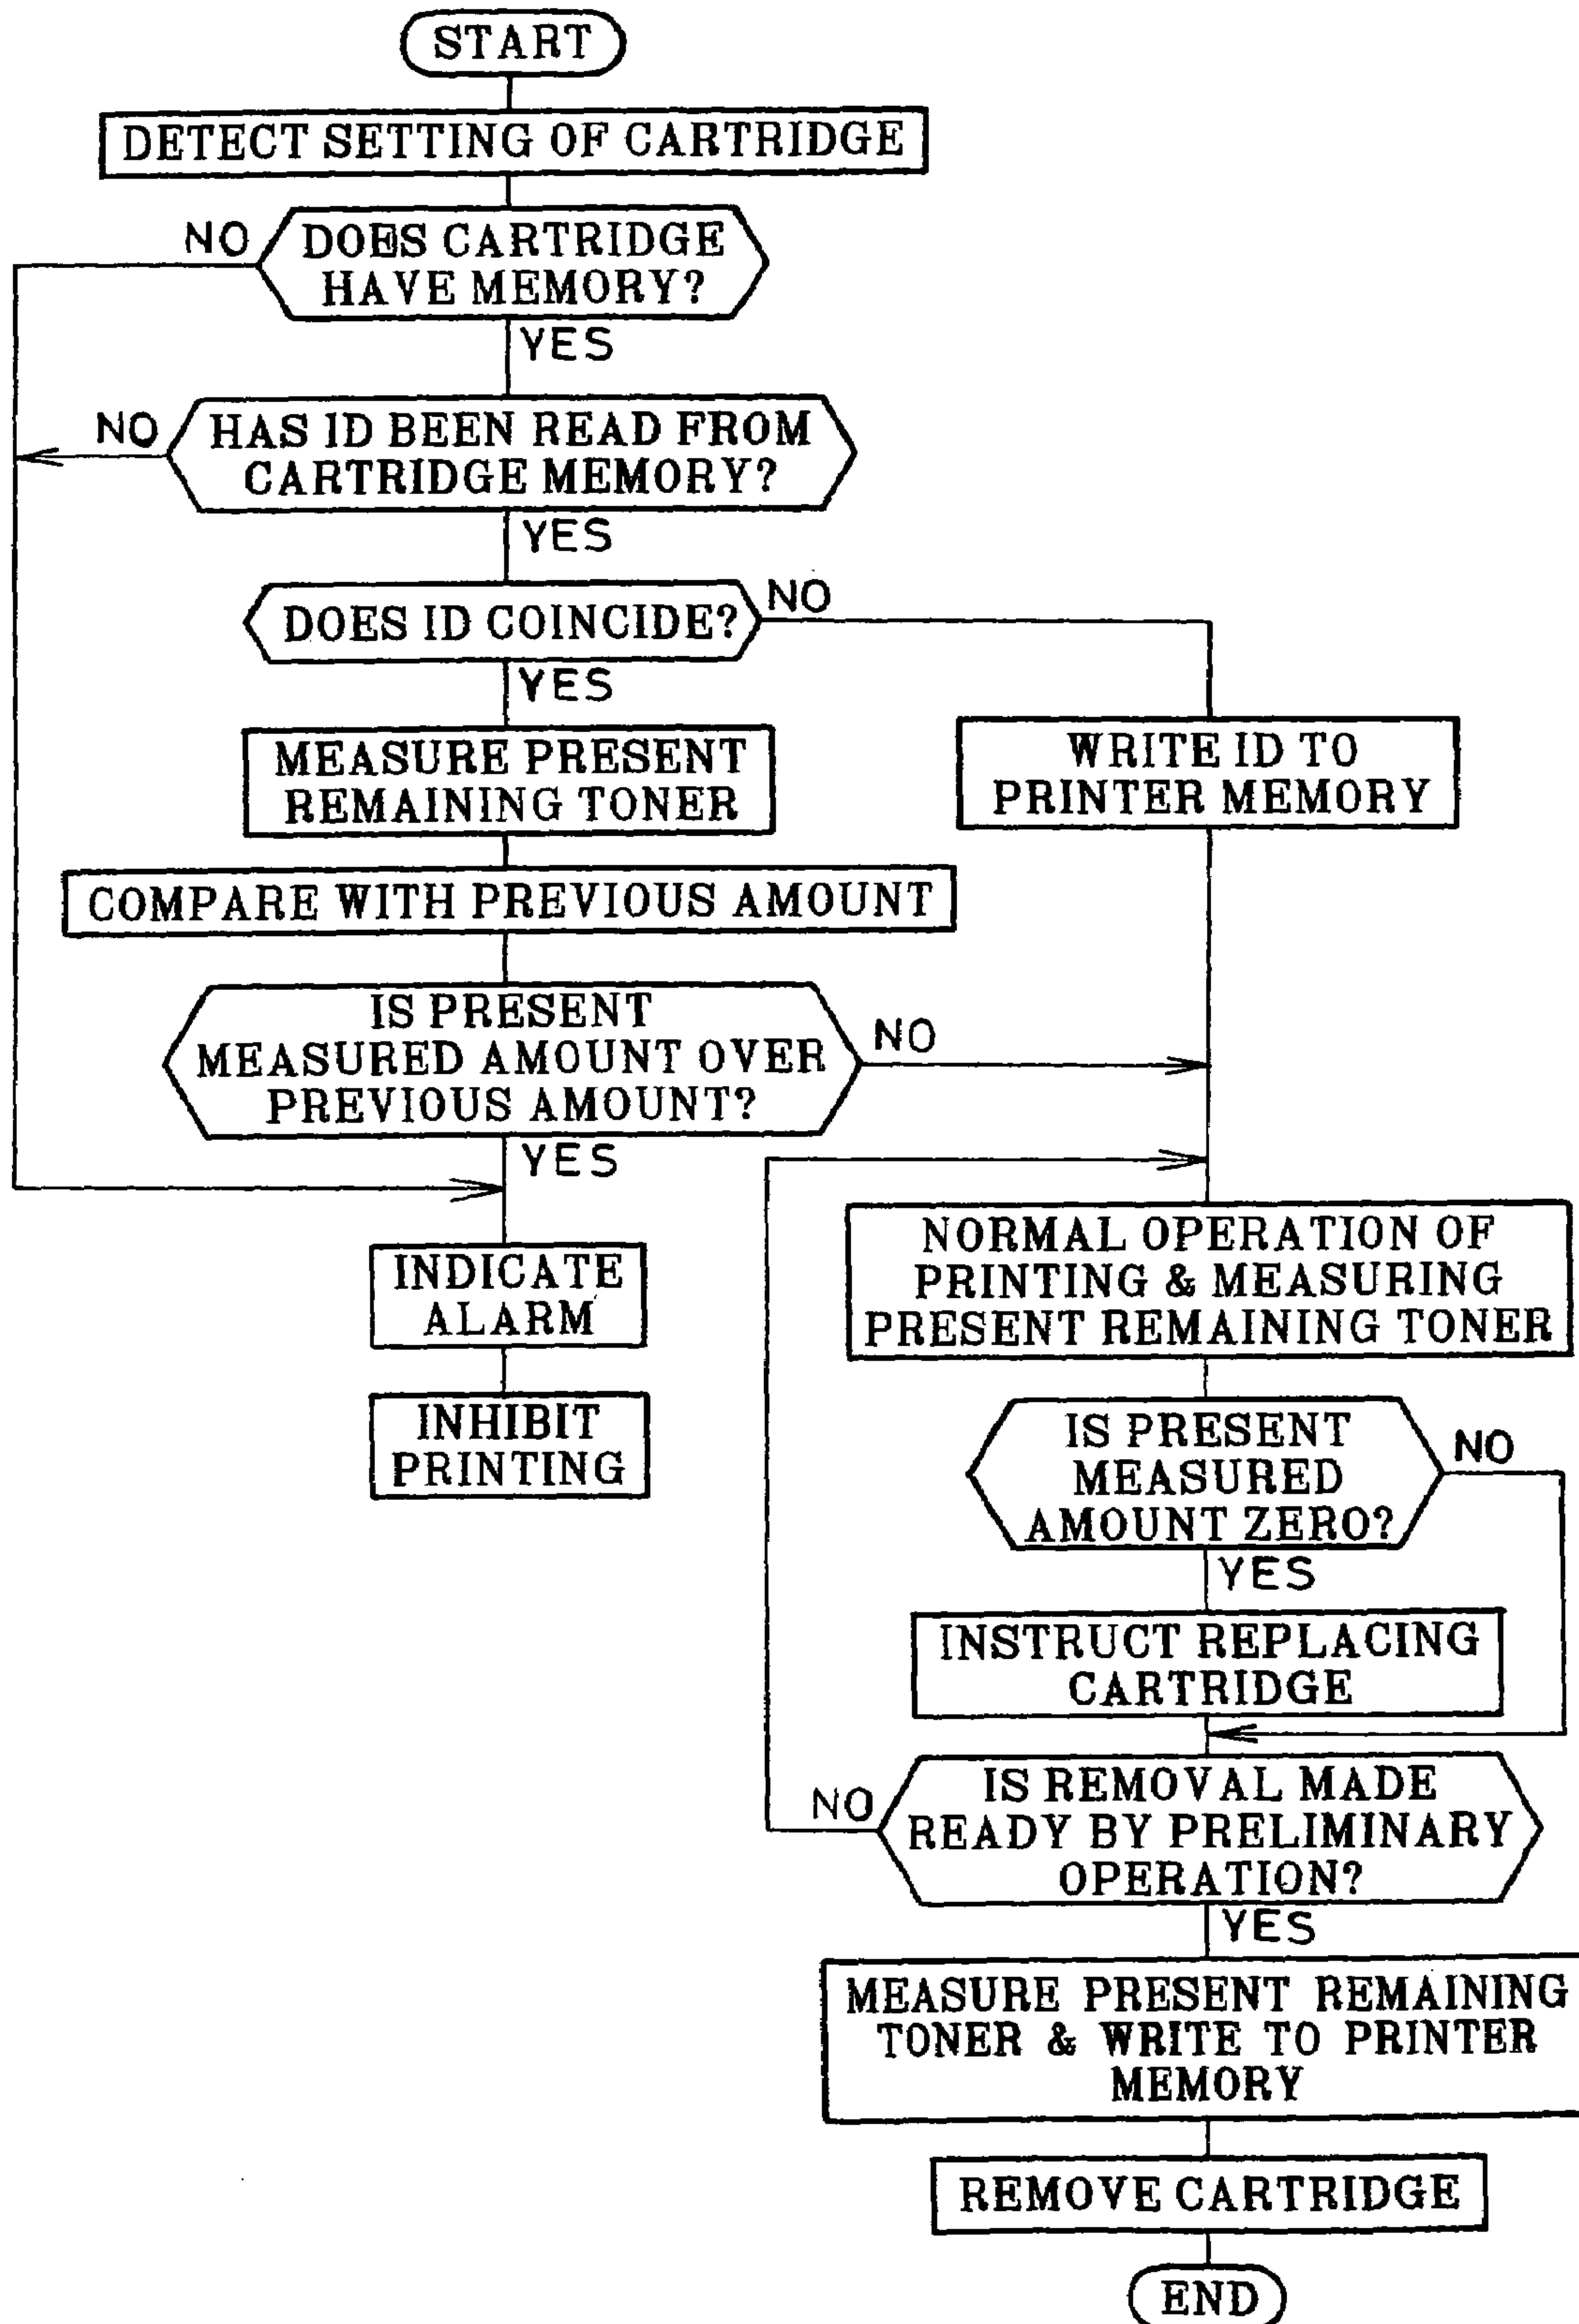 START
DETECT SETTING OF CARTRIDGE
NO
DOES CARTRIDGE
HAVE MEMORY?
YES
NO
HAS ID BEEN READ FROM
CARTRIDGE MEMORY?
YES
DOES ID COINCIDE?
NO
YES
MEASURE PRESENT
REMAINING TONER
WRITE ID TO
PRINTER MEMORY
COMPARE WITH PREVIOUS AMOUNT
IS PRESENT
MEASURED AMOUNT OVER
PREVIOUS AMOUNT?
NO
YES
INDICATE
ALARM
INHIBIT
PRINTING
NORMAL OPERATION OF
PRINTING & MEASURING
PRESENT REMAINING TONER
IS PRESENT
MEASURED
AMOUNT ZERO?
NO
YES
INSTRUCT REPLACING
CARTRIDGE
NO
IS REMOVAL MADE
READY BY PRELIMINARY
OPERATION?
YES
MEASURE PRESENT REMAINING
TONER & WRITE TO PRINTER
MEMORY
REMOVE CARTRIDGE
END